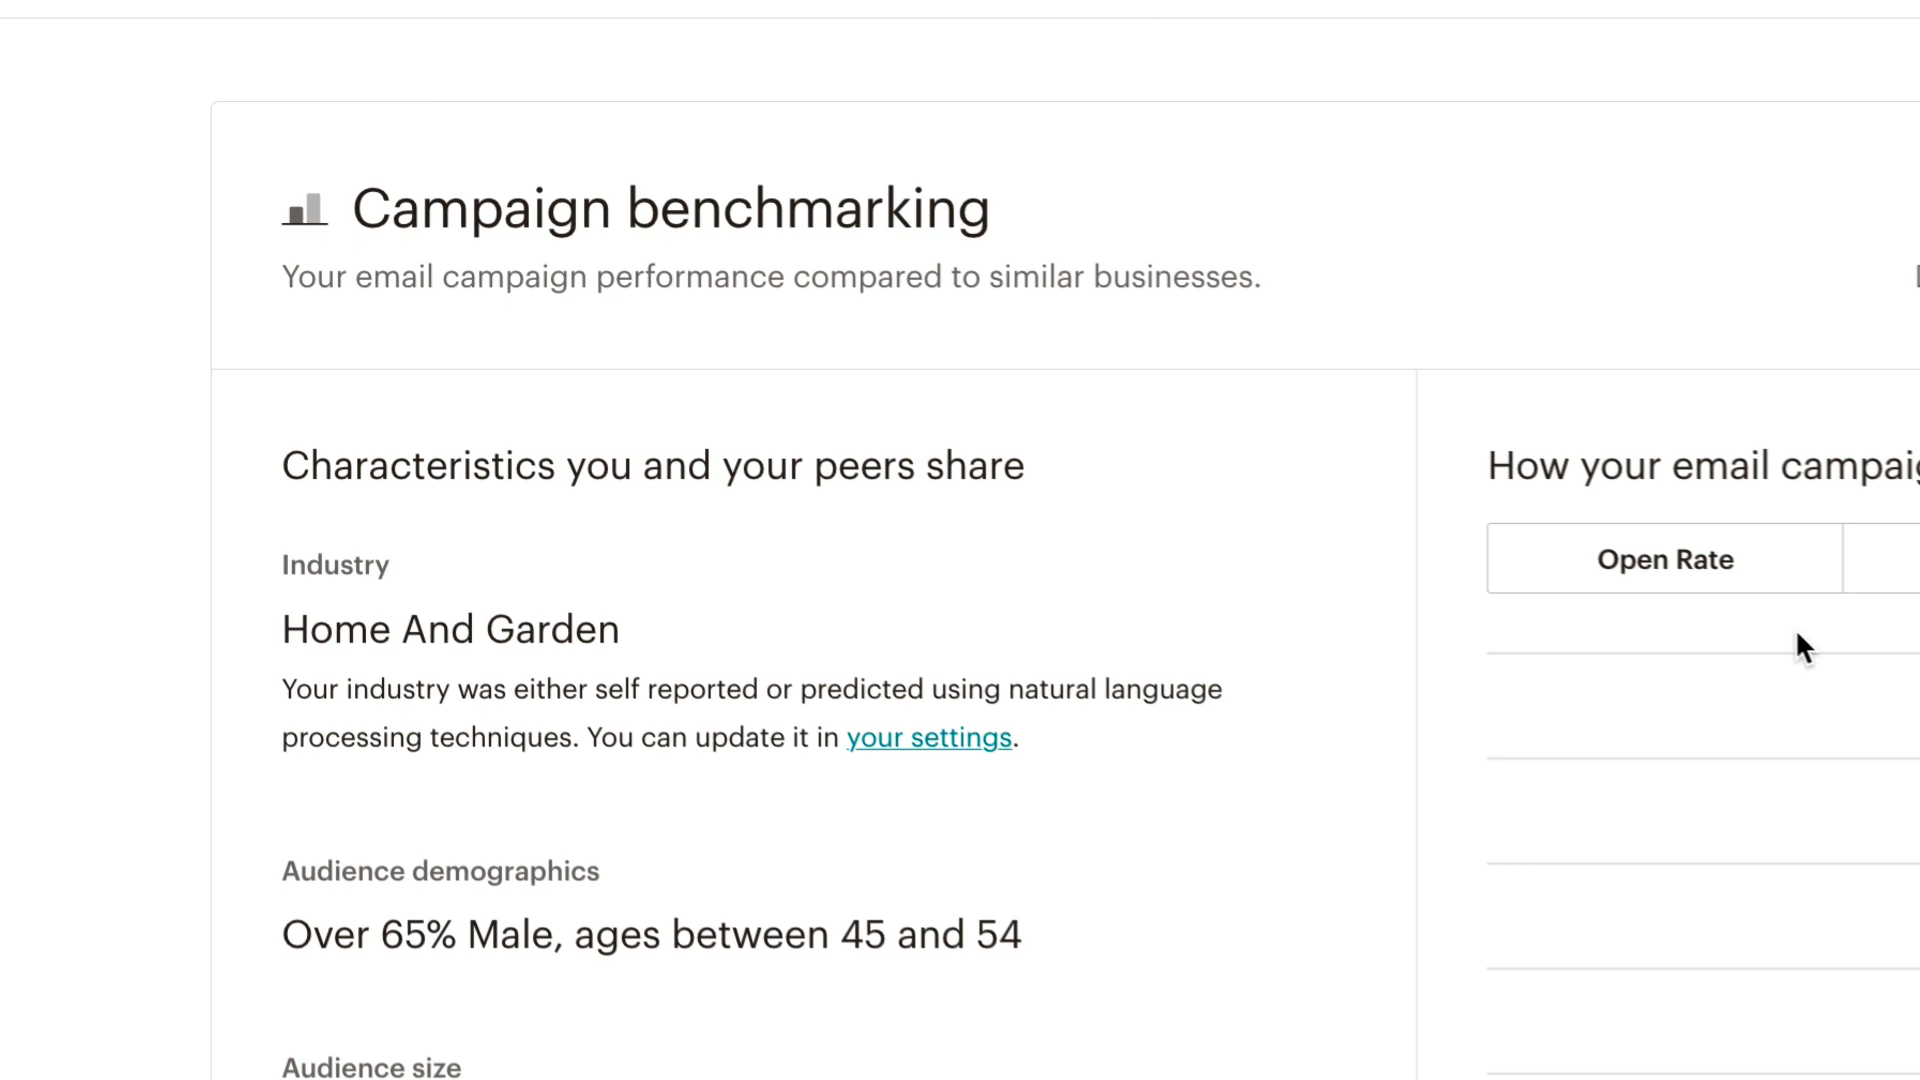 Campaign benchmarking
Your email campaign performance compared to similar businesses.
Characteristics you and your peers share
Industry
Home And Garden
Your industry was either self reported or predicted using natural language
processing techniques. You can update it in your settings.
Audience demographics
Over 65% Male, ages between 45 and 54
Audience size
How your email
Open Rate